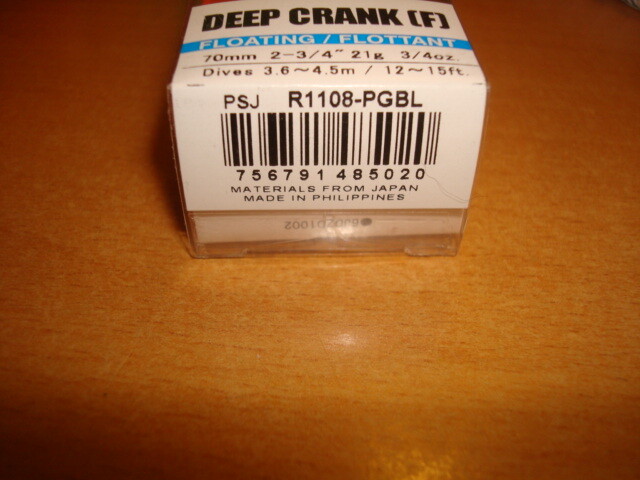 DEEP CRANK (F)
FLOATING / FLOTTANT
70mm 2-3/4" 21g 3/4oz.
Dives 3.6～4.5m / 12～15ft.
PSJ R1108-PGBL
756791 485020
MATERIALS FROM JAPAN
MADE IN PHILIPPINES